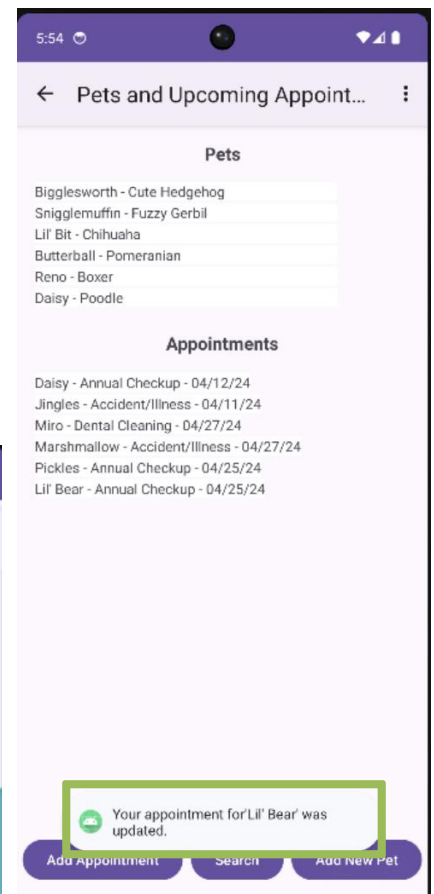 5:54
Pets and Upcoming Appoint...
Pets
Bigglesworth - Cute Hedgehog
Snigglemuffin - Fuzzy Gerbil
Lil' Bit - Chihuaha
Butterball - Pomeranian
Reno - Boxer
Daisy - Poodle
Appointments
Daisy - Annual Checkup - 04/12/24
Jingles - Accident/Illness - 04/11/24
Miro - Dental Cleaning - 04/27/24
Marshmallow - Accident/Illness - 04/27/24
Pickles - Annual Checkup - 04/25/24
Lil' Bear - Annual Checkup - 04/25/24
Your appointment for'Lil' Bear' was
updated.
Add Appointment Search Add New Pet